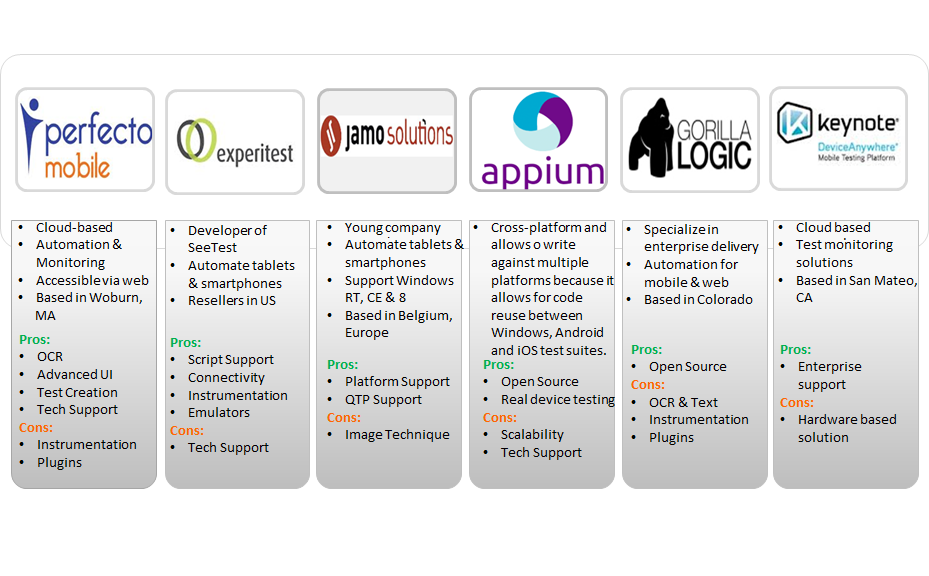 perfecto
mobile
experitest
jamo solutions
appium
GORILLA
LOGIC
keynote®
DeviceAnywhere®
Mobile Testing Platform
• Cloud-based
• Automation &
Monitoring
• Accessible via web
• Based in Woburn,
MA
Pros:
• OCR
• Advanced UI
• Test Creation
• Tech Support
Cons:
• Instrumentation
• Plugins
• Developer of
SeeTest
• Automate tablets
& smartphones
• Resellers in US
Pros:
• Script Support
• Connectivity
• Instrumentation
• Emulators
Cons:
• Tech Support
• Young company
• Automate tablets &
smartphones
• Support Windows
RT, CE & 8
• Based in Belgium,
Europe
Pros:
• Platform Support
• QTP Support
Cons:
• Image Technique
• Cross-platform and
allows o write
against multiple
platforms because it
allows for code
reuse between
Windows, Android
and iOS test suites.
Pros:
• Open Source
• Real device testing
Cons:
• Scalability
• Tech Support
• Specialize in
enterprise delivery
• Automation for
mobile & web
• Based in Colorado
Pros:
• Open Source
Cons:
• OCR & Text
• Instrumentation
• Plugins
• Cloud based
• Test monitoring
solutions
• Based in San Mateo,
CA
Pros:
• Enterprise
support
Cons:
• Hardware based
solution